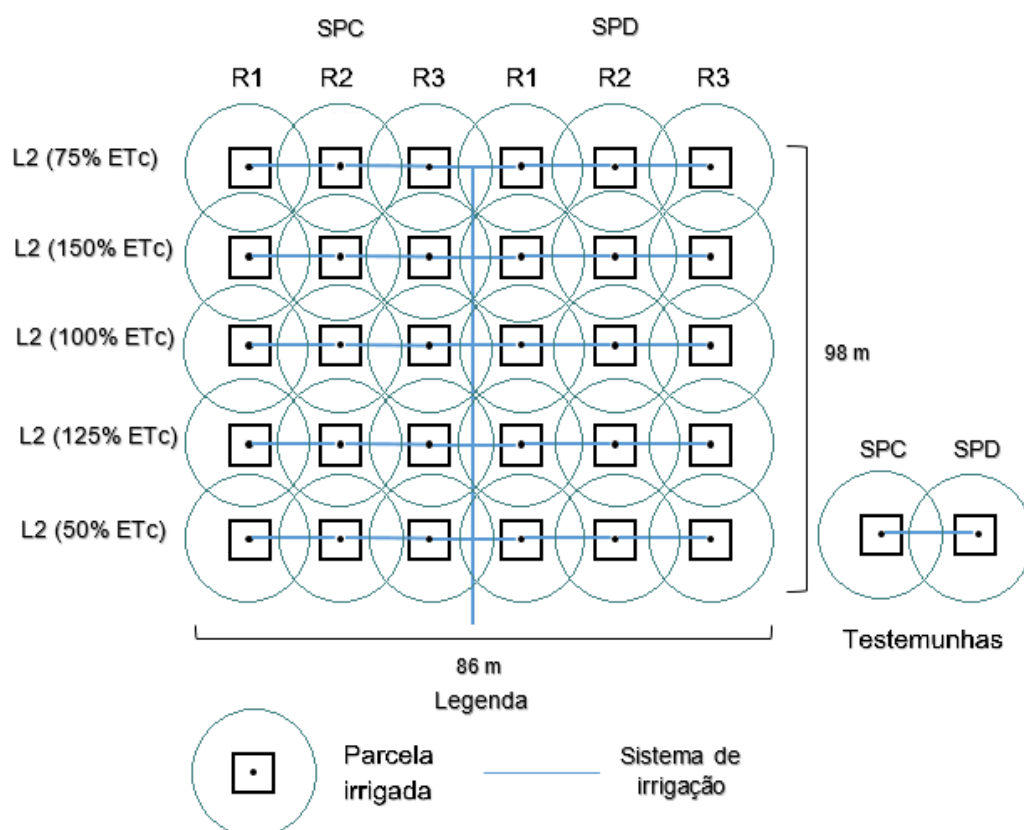 SPC SPD
R1 R2 R3 R1 R2 R3
L2 (75% ETc)
L2 (150% ETc)
L2 (100% ETc)
98 m
L2 (125% ETc)
SPC SPD
L2 (50% ETc)
Testemunhas
86 m
Legenda
Parcela
irrigada
Sistema de
irrigação